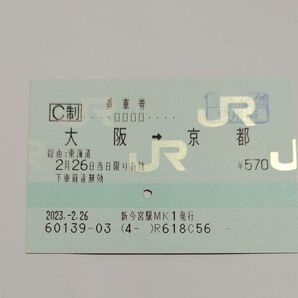 C制 乗車券
大阪 → 京都
経由:東海道
2月26日当日限り有効 ¥570
下車前途無効
2023.-2.26 新今宮駅MK1発行
60139-03 (4- )R618C56
JR
JR